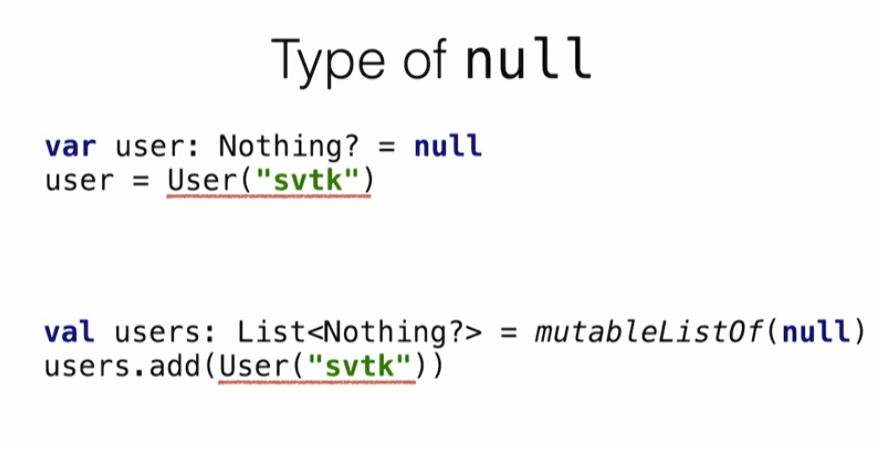 Type of null
var user: Nothing? = null
user = User("svtk")
val users: List<Nothing?> = mutableListOf(null)
users.add(User("svtk"))